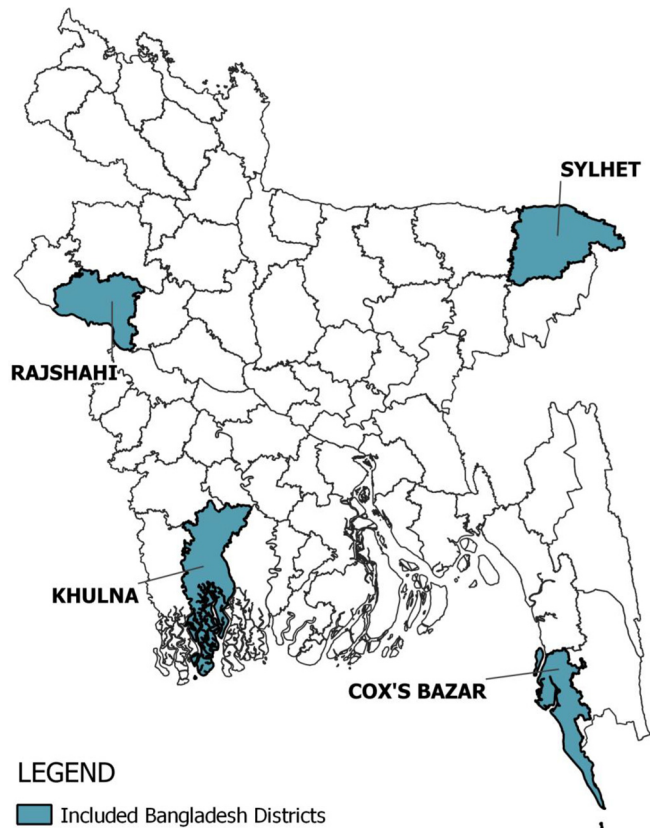 SYLHET
RAJSHAHI
KHULNA
COX'S BAZAR
LEGEND
Included Bangladesh Districts